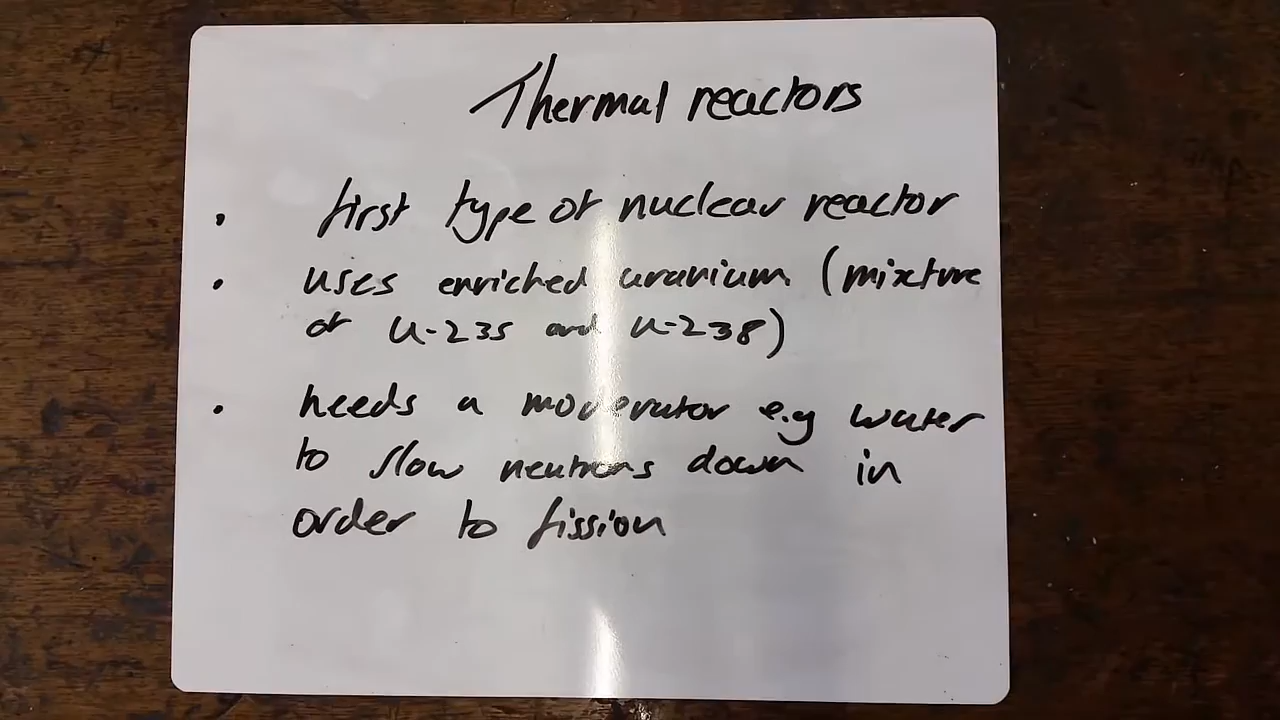 Thermal reactors
• first type of nuclear reactor
• uses enriched uranium (mixture
of U-235 and U-238)
• needs a moderator e.g water
to slow neutrons down in
order to fission